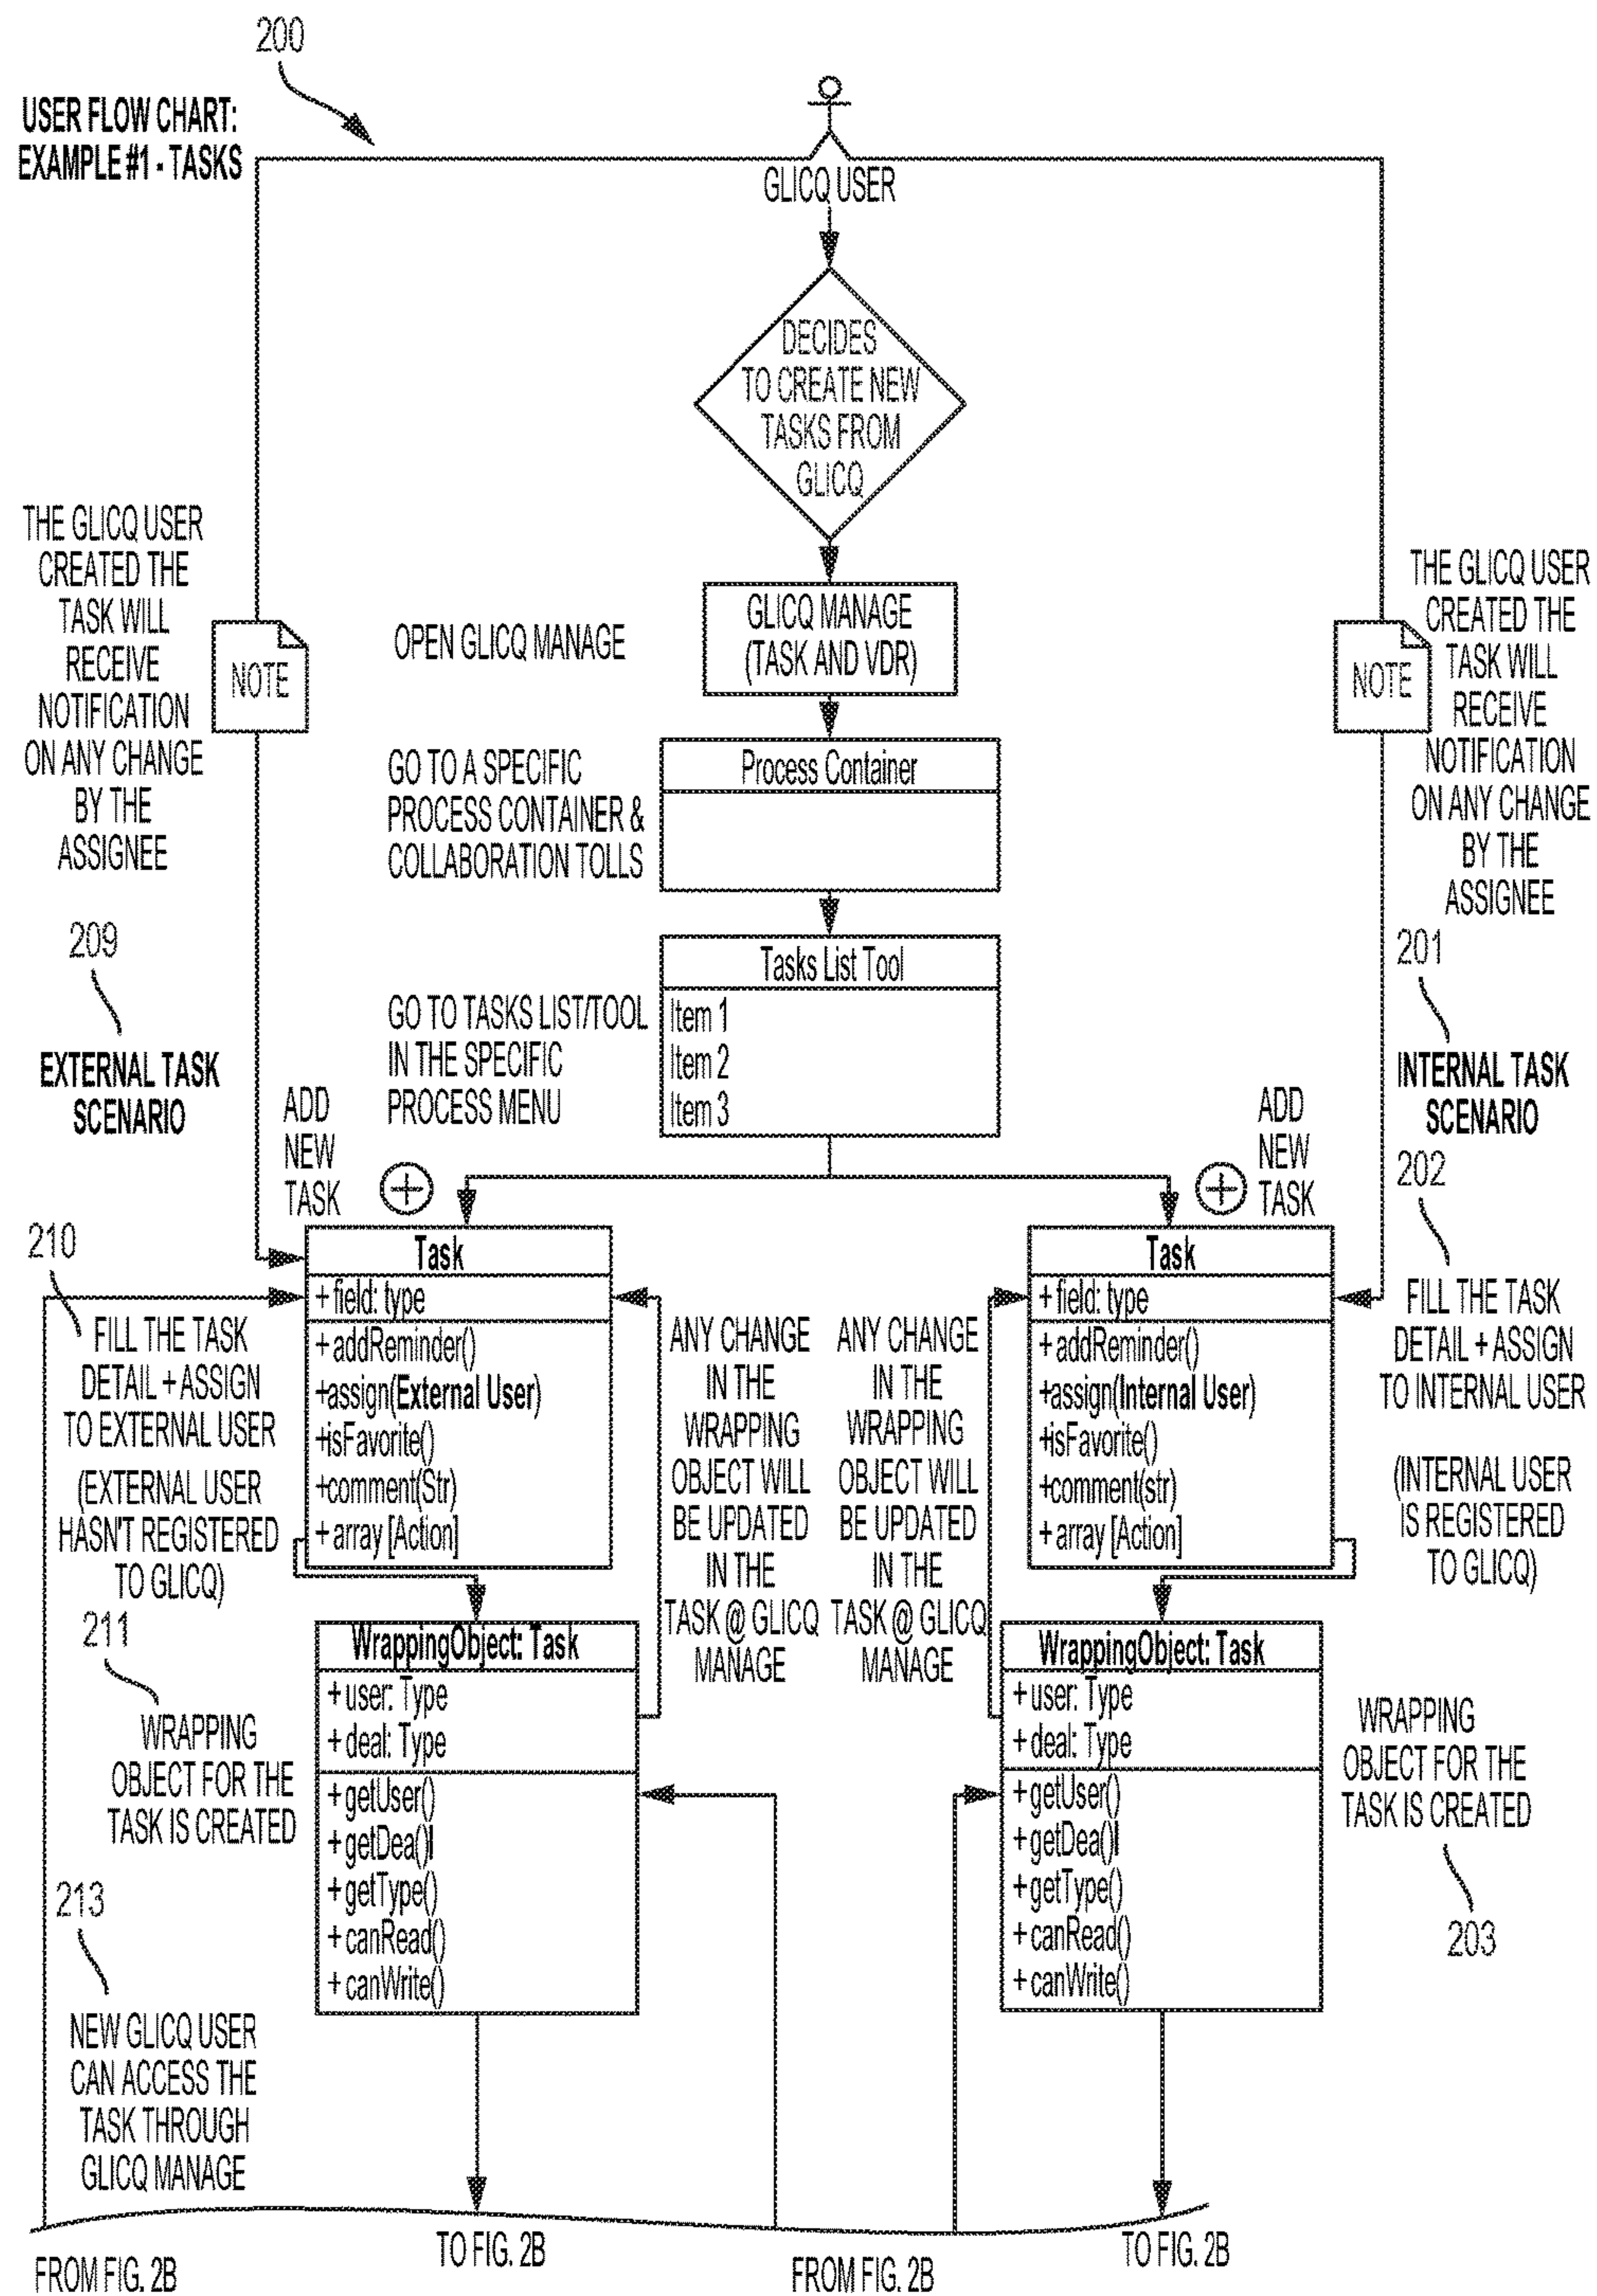 200
USER FLOW CHART:
EXAMPLE #1 - TASKS
GLICQ USER
DECIDES
TO CREATE NEW
TASKS FROM
GLICQ
THE GLICQ USER
CREATED THE
TASK WILL
RECEIVE
NOTIFICATION
ON ANY CHANGE
BY THE
ASSIGNEE
NOTE
OPEN GLICQ MANAGE
GLICQ MANAGE
(TASK AND VDR)
NOTE
THE GLICQ USER
CREATED THE
TASK WILL
RECEIVE
NOTIFICATION
ON ANY CHANGE
BY THE
ASSIGNEE
GO TO A SPECIFIC
PROCESS CONTAINER &
COLLABORATION TOLLS
Process Container
209
EXTERNAL TASK
SCENARIO
GO TO TASKS LIST/TOOL
IN THE SPECIFIC
PROCESS MENU
Tasks List Tool
Item 1
Item 2
Item 3
201
INTERNAL TASK
SCENARIO
ADD
NEW
TASK
+
ADD
NEW
TASK
+
202
210
FILL THE TASK
DETAIL + ASSIGN
TO EXTERNAL USER
(EXTERNAL USER
HASN'T REGISTERED
TO GLICQ)
Task
+ field: type
+ addReminder()
+assign(External User)
+isFavorite()
+comment(Str)
+ array [Action]
ANY CHANGE
IN THE
WRAPPING
OBJECT WILL
BE UPDATED
IN THE
TASK @ GLICQ
MANAGE
ANY CHANGE
IN THE
WRAPPING
OBJECT WILL
BE UPDATED
IN THE
TASK @ GLICQ
MANAGE
Task
+ field: type
+ addReminder()
+assign(Internal User)
+isFavorite()
+comment(str)
+ array [Action]
FILL THE TASK
DETAIL + ASSIGN
TO INTERNAL USER
(INTERNAL USER
IS REGISTERED
TO GLICQ)
211
WRAPPING
OBJECT FOR THE
TASK IS CREATED
WrappingObject: Task
+ user: Type
+ deal: Type
+ getUser()
+ getDea()l
+ getType()
+ canRead()
+ canWrite()
WrappingObject: Task
+ user: Type
+ deal: Type
+ getUser()
+ getDea()l
+ getType()
+ canRead()
+ canWrite()
WRAPPING
OBJECT FOR THE
TASK IS CREATED
203
213
NEW GLICQ USER
CAN ACCESS THE
TASK THROUGH
GLICQ MANAGE
FROM FIG. 2B
TO FIG. 2B
FROM FIG. 2B
TO FIG. 2B